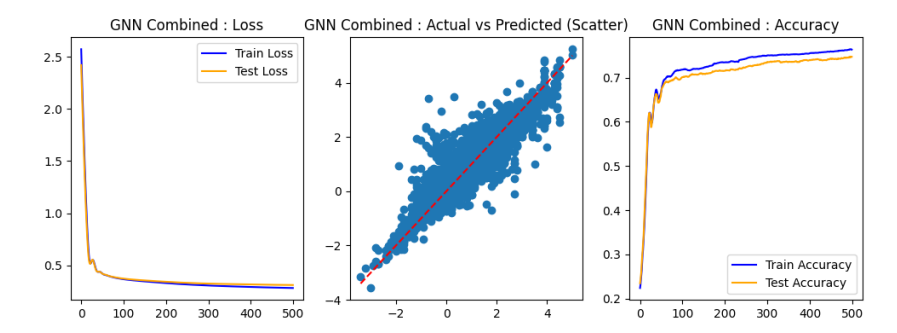 GNN Combined : Loss
2.5
2.0
1.5
1.0
0.5
0 100 200 300 400 500
Train Loss
Test Loss
GNN Combined : Actual vs Predicted (Scatter)
4
2
0
−2
−4
−2 0 2 4
GNN Combined : Accuracy
0.7
0.6
0.5
0.4
0.3
0.2
0 100 200 300 400 500
Train Accuracy
Test Accuracy